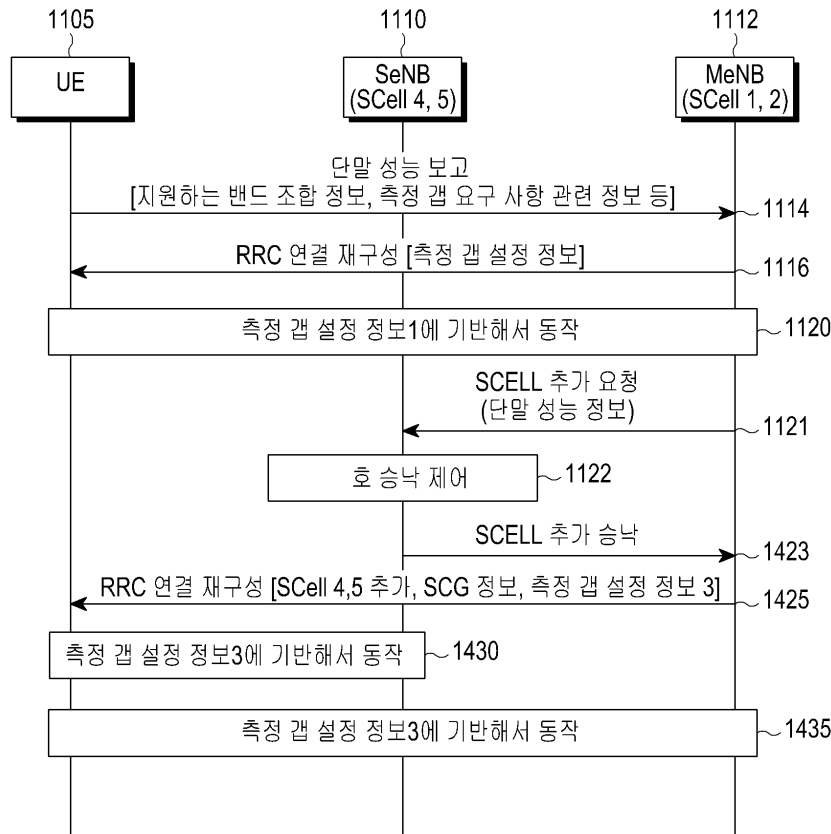 1105
1110
1112
UE
SeNB
(SCell 4, 5)
MeNB
(SCell 1, 2)
단말 성능 보고
[지원하는 밴드 조합 정보, 측정 갭 요구 사항 관련 정보 등]
1114
RRC 연결 재구성 [측정 갭 설정 정보]
1116
측정 갭 설정 정보1에 기반해서 동작
1120
SCELL 추가 요청
(단말 성능 정보)
1121
호 승낙 제어
1122
SCELL 추가 승낙
1423
RRC 연결 재구성 [SCell 4,5 추가, SCG 정보, 측정 갭 설정 정보 3]
1425
측정 갭 설정 정보3에 기반해서 동작
1430
측정 갭 설정 정보3에 기반해서 동작
1435